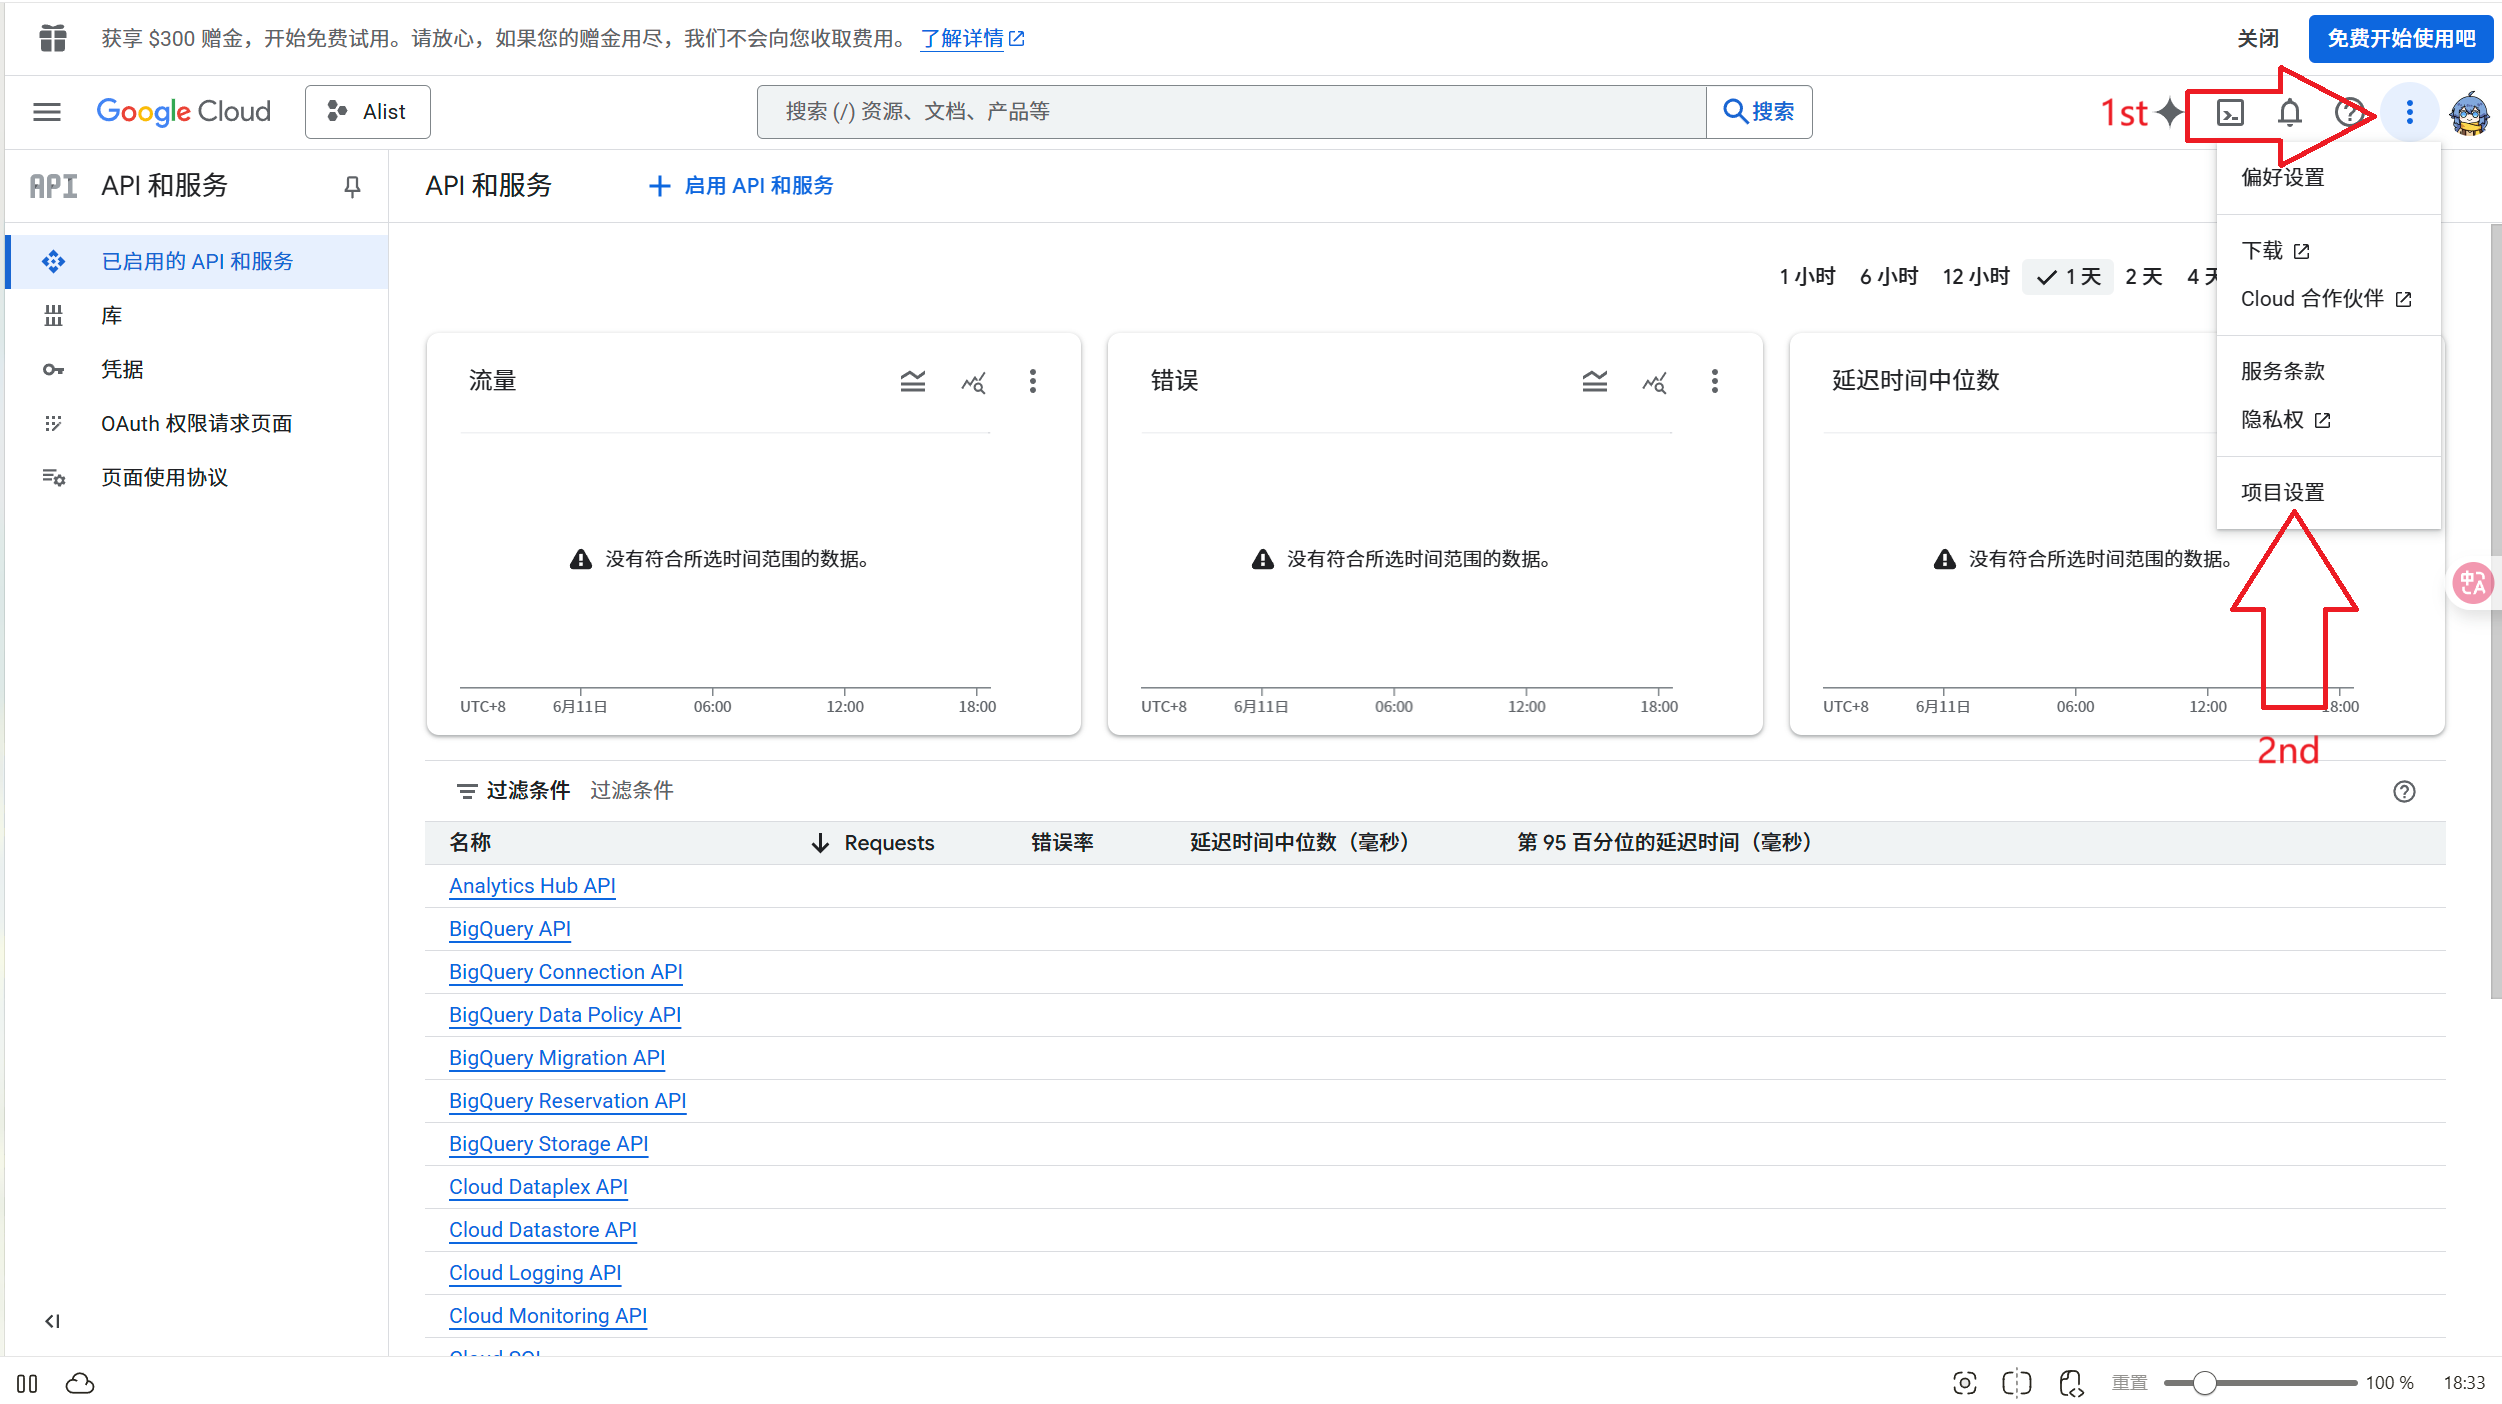 获享 $300 赠金，开始免费试用。请放心，如果您的赠金用尽，我们不会向您收取费用。 了解详情
关闭
免费开始使用吧
Google Cloud
Alist
搜索 (/) 资源、文档、产品等
搜索
1st
API
API 和服务
API 和服务
启用 API 和服务
偏好设置
下载
Cloud 合作伙伴
服务条款
隐私权
项目设置
2nd
已启用的 API 和服务
库
凭据
OAuth 权限请求页面
页面使用协议
1 小时 6 小时 12 小时 1 天 2 天 4 天
流量
没有符合所选时间范围的数据。
UTC+8 6月11日 06:00 12:00 18:00
错误
没有符合所选时间范围的数据。
UTC+8 6月11日 06:00 12:00 18:00
延迟时间中位数
没有符合所选时间范围的数据。
UTC+8 6月11日 06:00 12:00 18:00
中A
过滤条件 过滤条件
名称 Requests 错误率 延迟时间中位数（毫秒） 第 95 百分位的延迟时间（毫秒）
Analytics Hub API
BigQuery API
BigQuery Connection API
BigQuery Data Policy API
BigQuery Migration API
BigQuery Reservation API
BigQuery Storage API
Cloud Dataplex API
Cloud Datastore API
Cloud Logging API
Cloud Monitoring API
Cloud SQL
重置 100 % 18:33